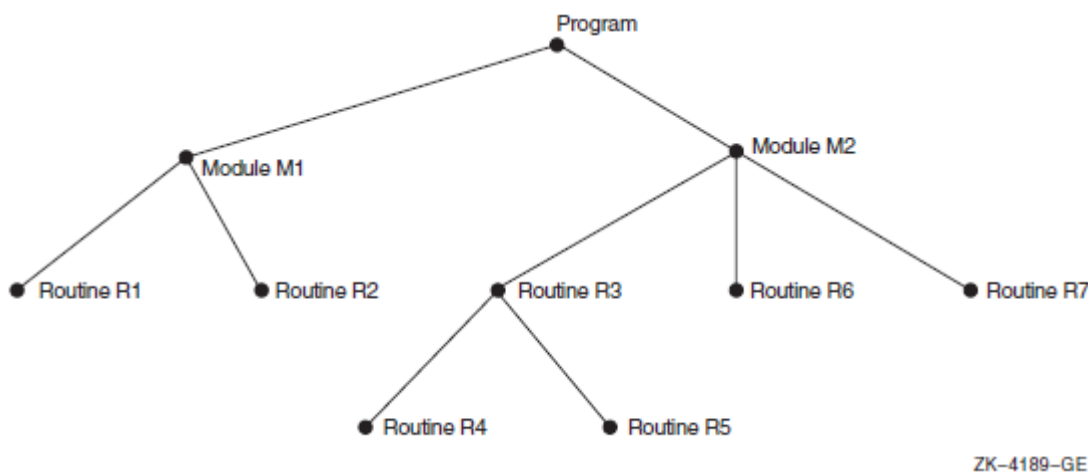 Program
Module M1
Module M2
Routine R1
Routine R2
Routine R3
Routine R6
Routine R7
Routine R4
Routine R5
ZK–4189–GE